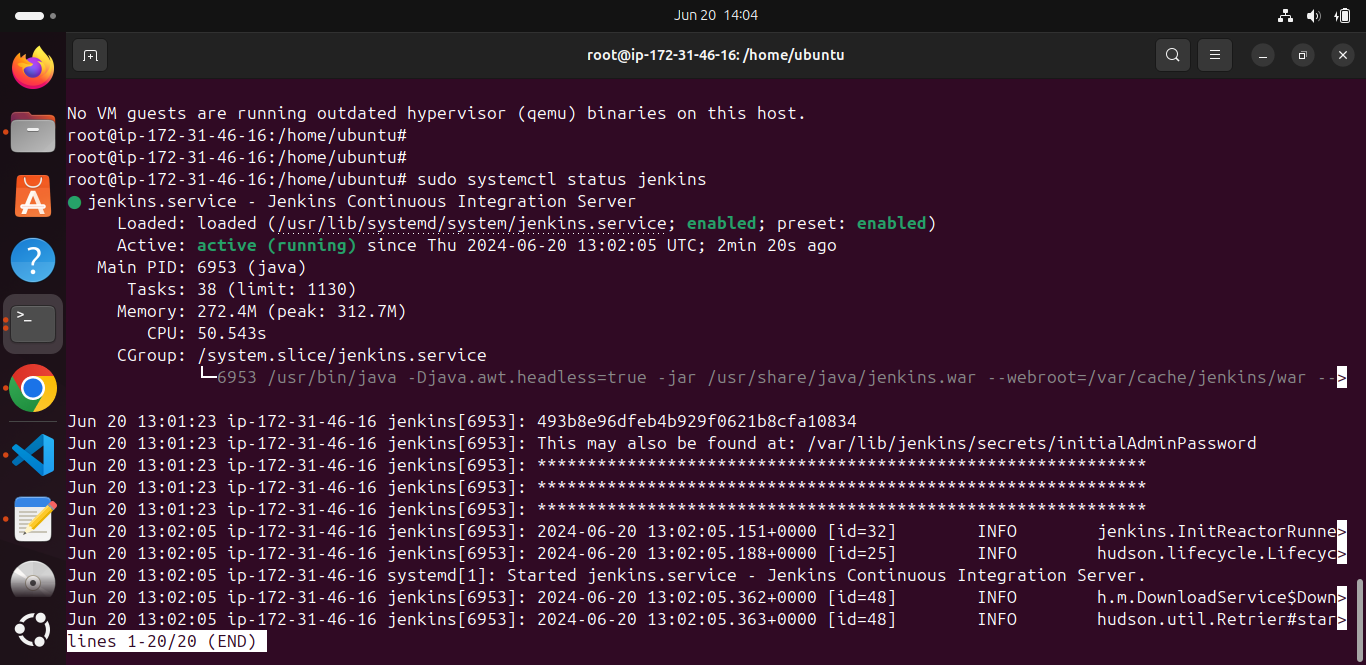 Jun 20 14:04
root@ip-172-31-46-16: /home/ubuntu
No VM guests are running outdated hypervisor (qemu) binaries on this host.
root@ip-172-31-46-16:/home/ubuntu#
root@ip-172-31-46-16:/home/ubuntu#
root@ip-172-31-46-16:/home/ubuntu# sudo systemctl status jenkins
● jenkins.service - Jenkins Continuous Integration Server
Loaded: loaded (/usr/lib/systemd/system/jenkins.service; enabled; preset: enabled)
Active: active (running) since Thu 2024-06-20 13:02:05 UTC; 2min 20s ago
Main PID: 6953 (java)
Tasks: 38 (limit: 1130)
Memory: 272.4M (peak: 312.7M)
CPU: 50.543s
CGroup: /system.slice/jenkins.service
└─6953 /usr/bin/java -Djava.awt.headless=true -jar /usr/share/java/jenkins.war --webroot=/var/cache/jenkins/war -->
Jun 20 13:01:23 ip-172-31-46-16 jenkins[6953]: 493b8e96dfeb4b929f0621b8cfa10834
Jun 20 13:01:23 ip-172-31-46-16 jenkins[6953]: This may also be found at: /var/lib/jenkins/secrets/initialAdminPassword
Jun 20 13:01:23 ip-172-31-46-16 jenkins[6953]: *************************************************************
Jun 20 13:01:23 ip-172-31-46-16 jenkins[6953]: *************************************************************
Jun 20 13:01:23 ip-172-31-46-16 jenkins[6953]: *************************************************************
Jun 20 13:02:05 ip-172-31-46-16 jenkins[6953]: 2024-06-20 13:02:05.151+0000 [id=32] INFO jenkins.InitReactorRunne>
Jun 20 13:02:05 ip-172-31-46-16 jenkins[6953]: 2024-06-20 13:02:05.188+0000 [id=25] INFO hudson.lifecycle.Lifecyc>
Jun 20 13:02:05 ip-172-31-46-16 systemd[1]: Started jenkins.service - Jenkins Continuous Integration Server.
Jun 20 13:02:05 ip-172-31-46-16 jenkins[6953]: 2024-06-20 13:02:05.362+0000 [id=48] INFO h.m.DownloadService$Down>
Jun 20 13:02:05 ip-172-31-46-16 jenkins[6953]: 2024-06-20 13:02:05.363+0000 [id=48] INFO hudson.util.Retrier#star>
lines 1-20/20 (END)